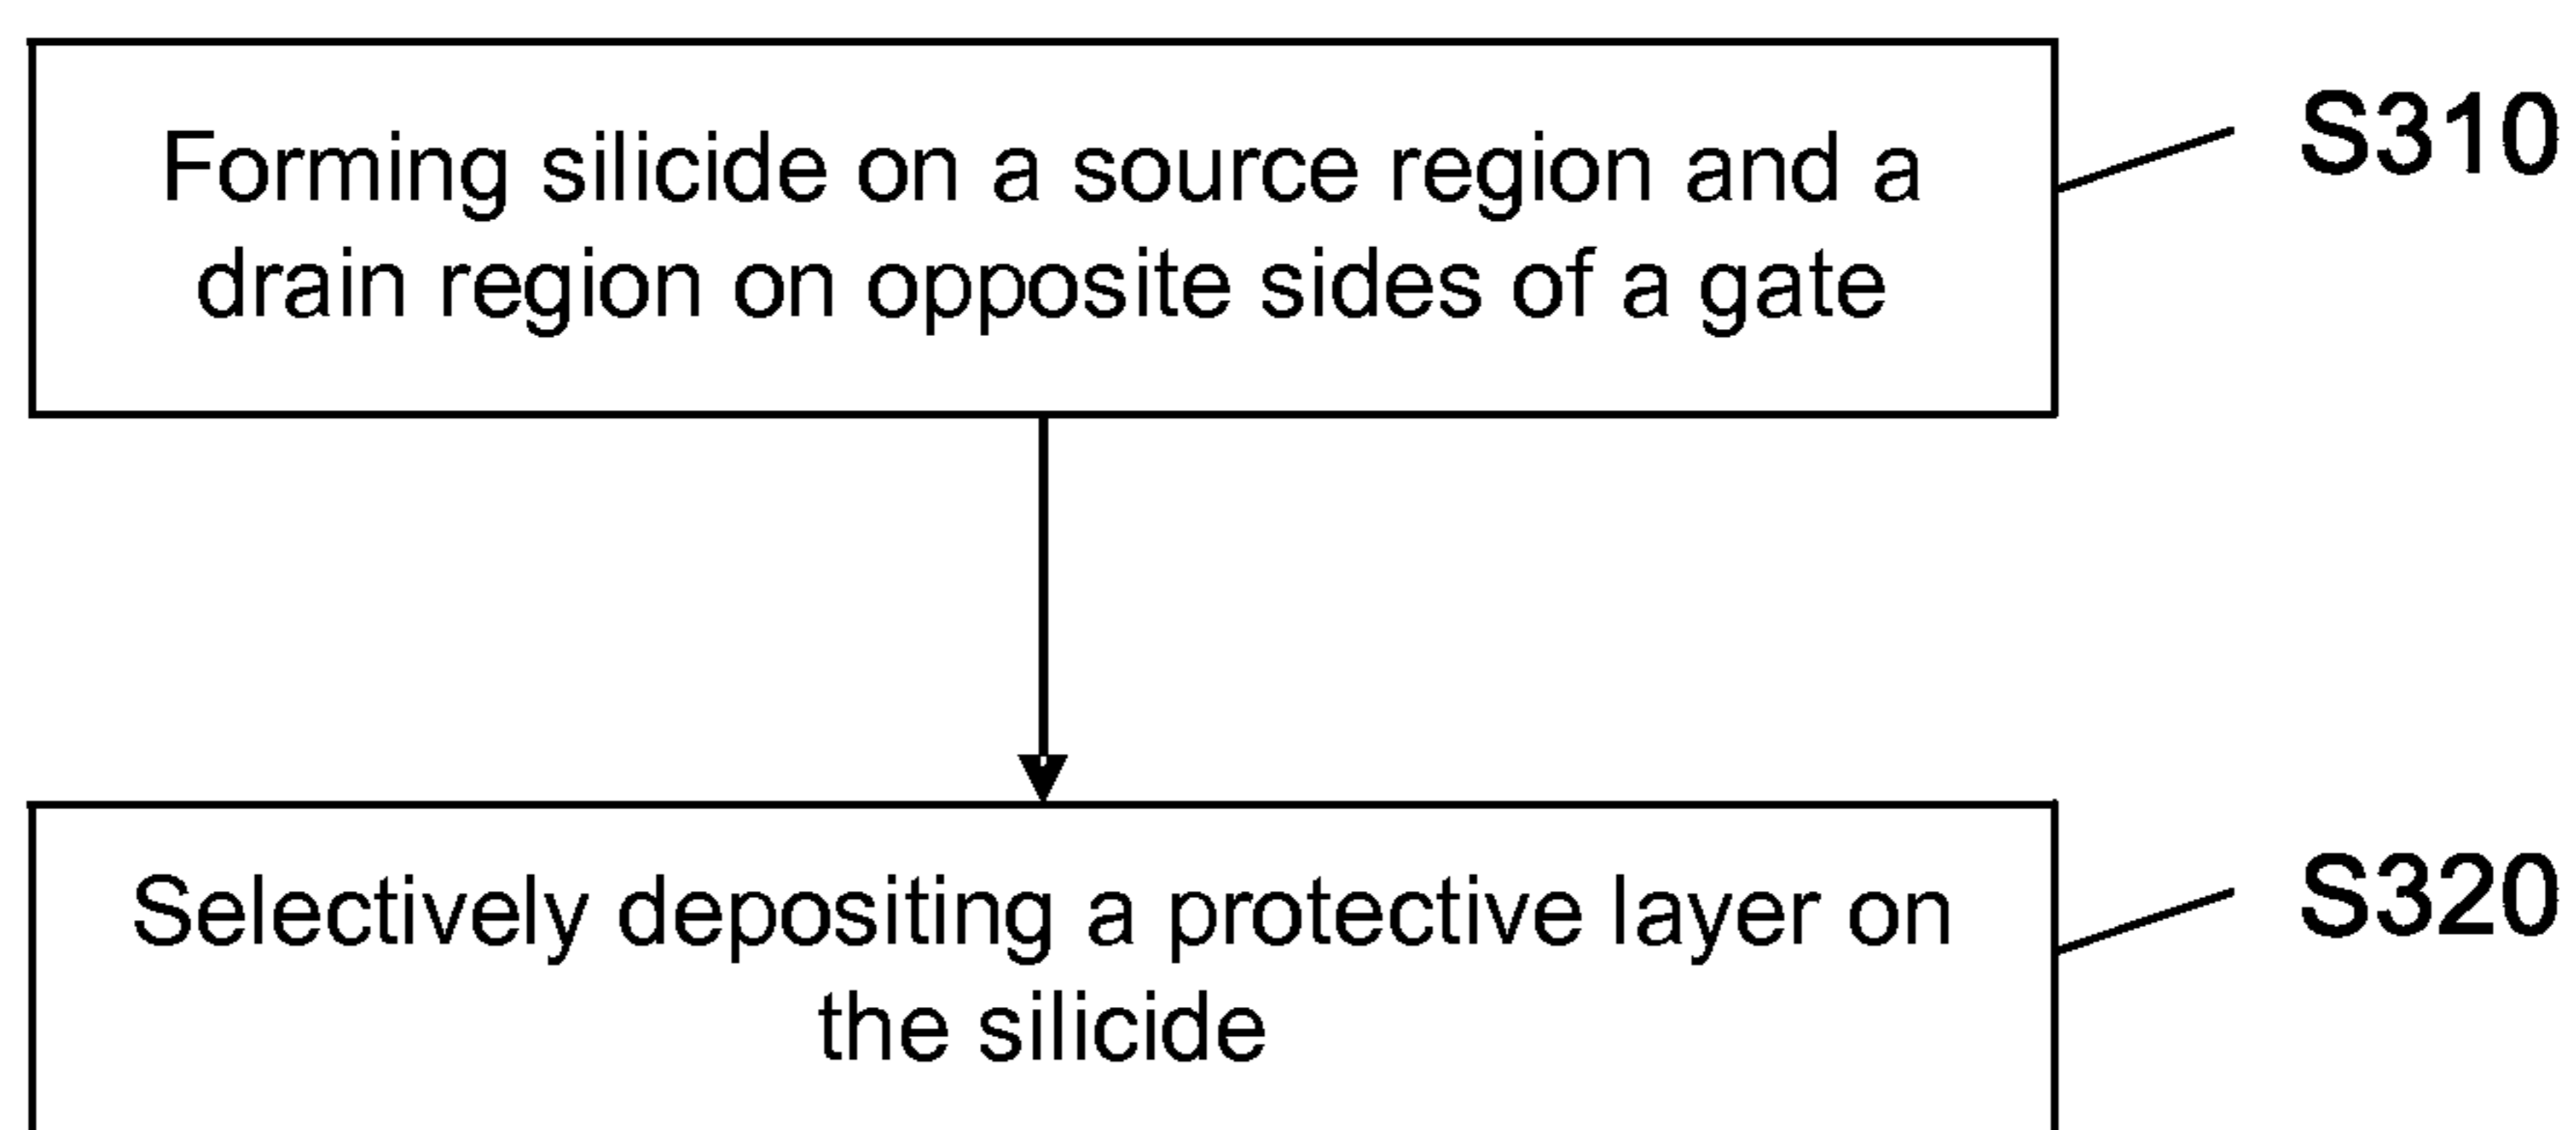 Forming silicide on a source region and a
drain region on opposite sides of a gate
S310
Selectively depositing a protective layer on
the silicide
S320